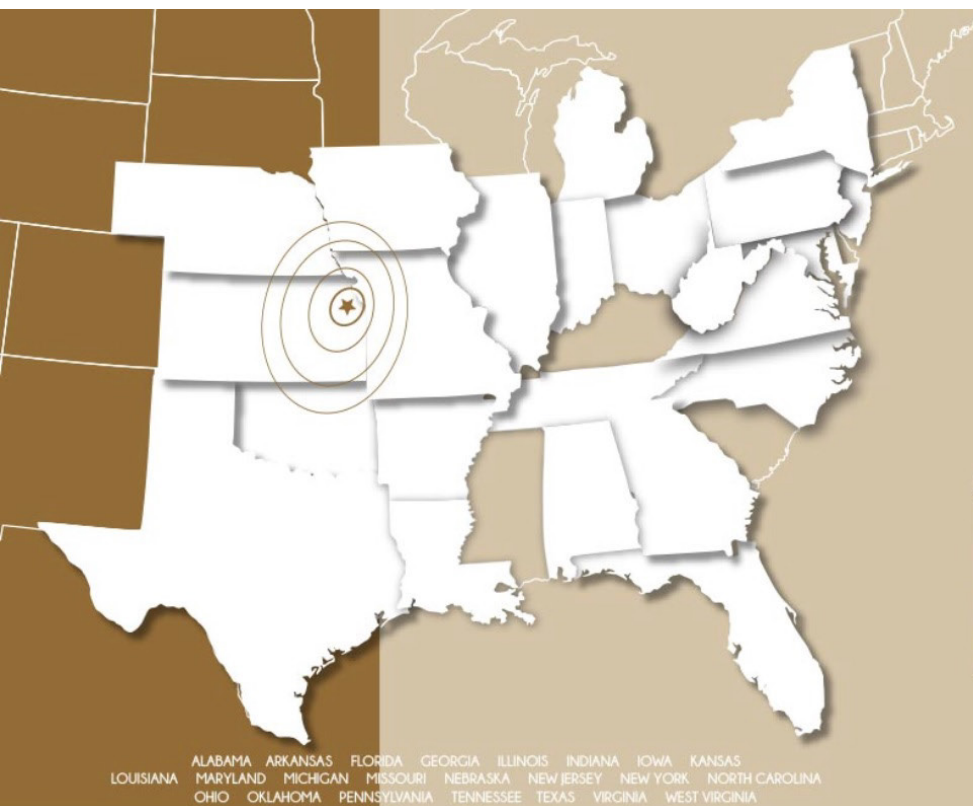 ALABAMA ARKANSAS FLORIDA GEORGIA ILLINOIS INDIANA IOWA KANSAS
LOUISIANA MARYLAND MICHIGAN MISSOURI NEBRASKA NEW JERSEY NEW YORK NORTH CAROLINA
OHIO OKLAHOMA PENNSYLVANIA TENNESSEE TEXAS VIRGINIA WEST VIRGINIA